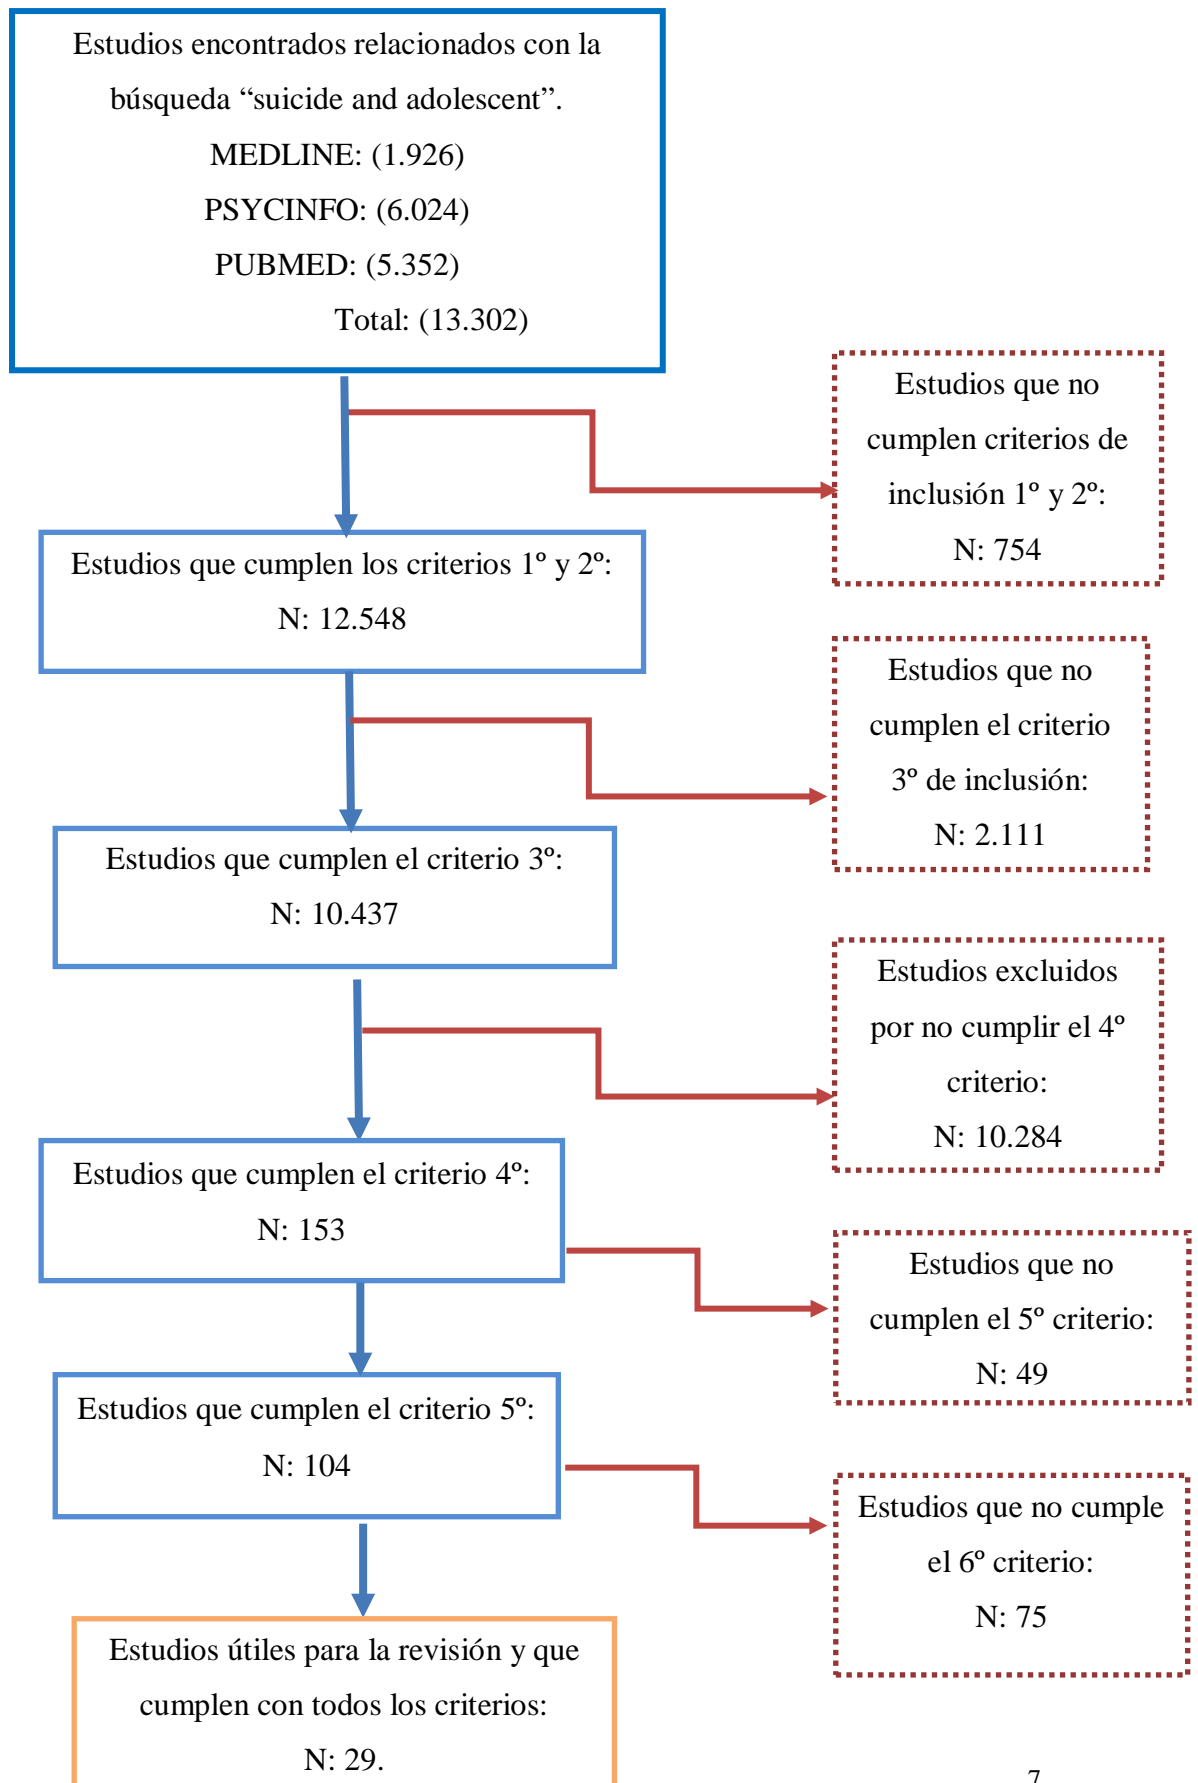 Estudios encontrados relacionados con la
búsqueda “suicide and adolescent”.
MEDLINE: (1.926)
PSYCINFO: (6.024)
PUBMED: (5.352)
Total: (13.302)
Estudios que no
cumplen criterios de
inclusión 1º y 2º:
N: 754
Estudios que cumplen los criterios 1º y 2º:
N: 12.548
Estudios que no
cumplen el criterio
3º de inclusión:
N: 2.111
Estudios que cumplen el criterio 3º:
N: 10.437
Estudios excluidos
por no cumplir el 4º
criterio:
N: 10.284
Estudios que cumplen el criterio 4º:
N: 153
Estudios que no
cumplen el 5º criterio:
N: 49
Estudios que cumplen el criterio 5º:
N: 104
Estudios que no cumple
el 6º criterio:
N: 75
Estudios útiles para la revisión y que
cumplen con todos los criterios:
N: 29.
7